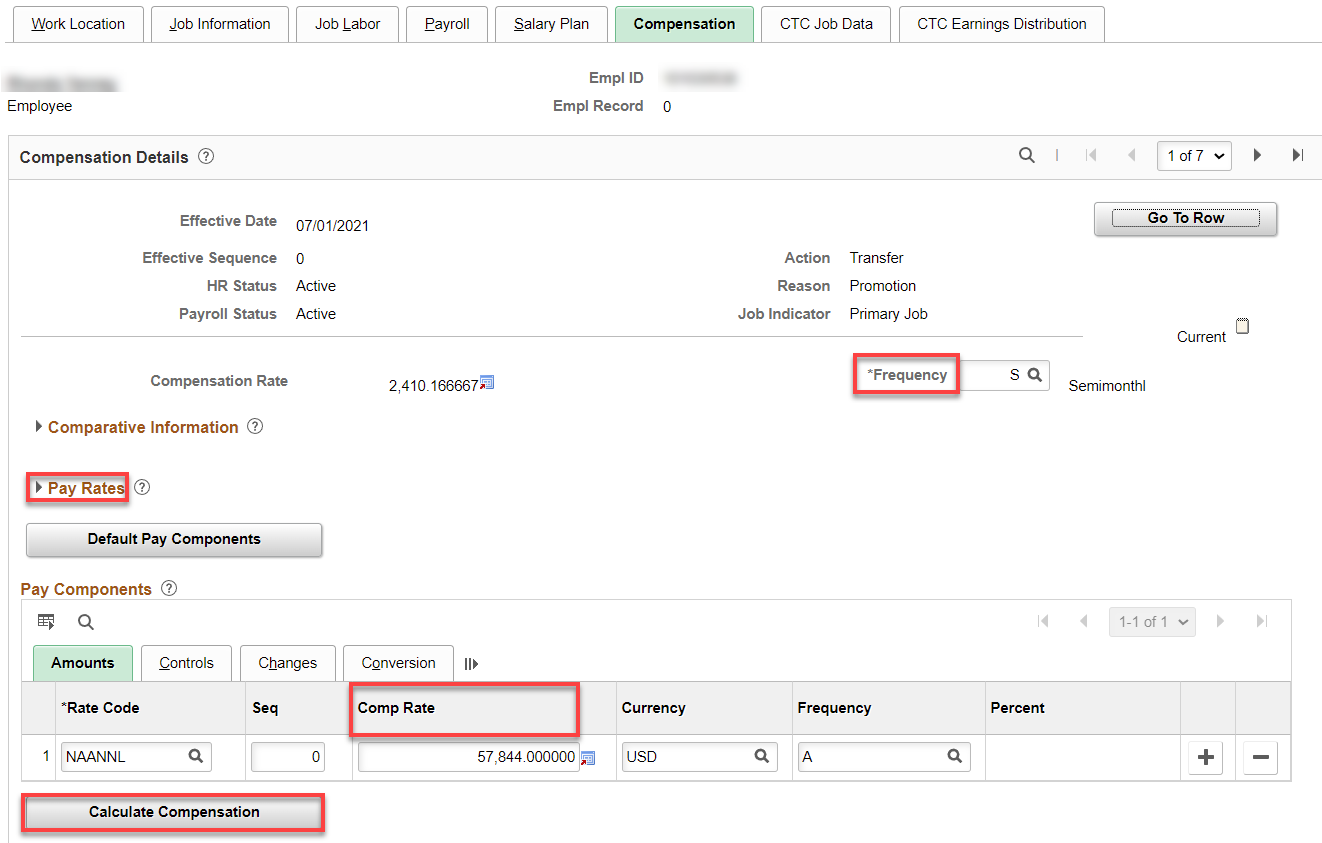 Work Location Job Information Job Labor Payroll Salary Plan Compensation CTC Job Data CTC Earnings Distribution
Empl ID
Employee Empl Record 0
Compensation Details ? 1 of 7
Effective Date 07/01/2021 Go To Row
Effective Sequence 0 Action Transfer
HR Status Active Reason Promotion
Payroll Status Active Job Indicator Primary Job
Current
Compensation Rate 2,410.166667 *Frequency S Semimonthl
Comparative Information ?
Pay Rates ?
Default Pay Components
Pay Components ?
1-1 of 1
Amounts Controls Changes Conversion
*Rate Code Seq Comp Rate Currency Frequency Percent
1 NAANNL 0 57,844.000000 USD A + −
Calculate Compensation